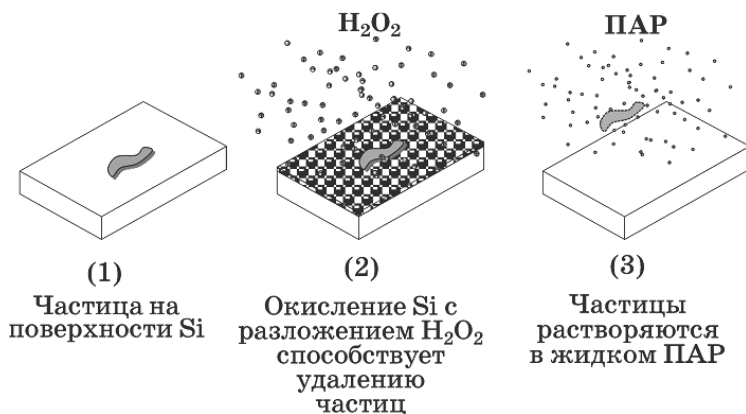 H₂O₂
ПАР
(1)
(2)
(3)
Частица на
поверхности Si
Окисление Si с
разложением H₂O₂
способствует
удалению
частиц
Частицы
растворяются
в жидком ПАР